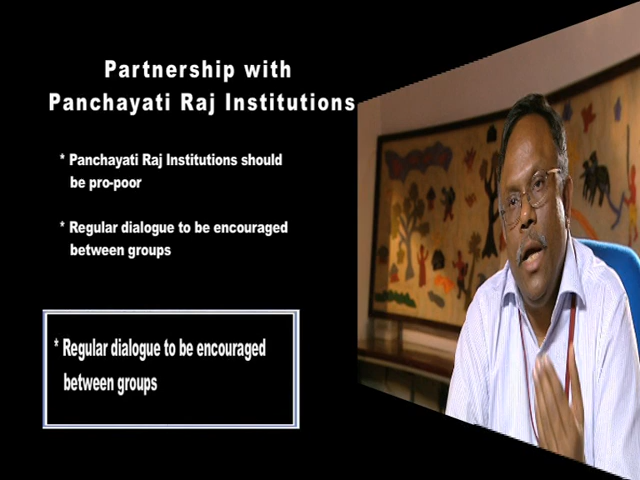 Partnership with
Panchayati Raj Institutions
* Panchayati Raj Institutions should
be pro-poor
* Regular dialogue to be encouraged
between groups
* Regular dialogue to be encouraged
between groups